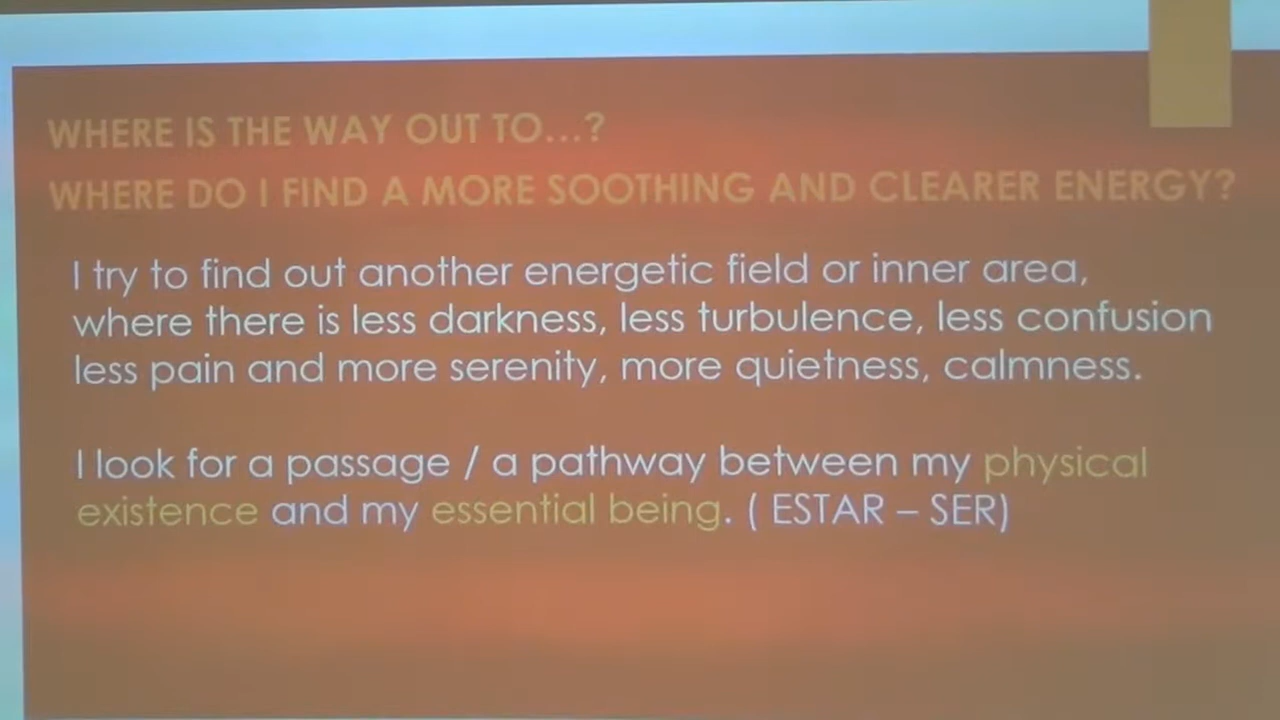 WHERE IS THE WAY OUT TO...?
WHERE DO I FIND A MORE SOOTHING AND CLEARER ENERGY?
I try to find out another energetic field or inner area,
where there is less darkness, less turbulence, less confusion
less pain and more serenity, more quietness, calmness.
I look for a passage / a pathway between my physical
existence and my essential being. ( ESTAR – SER)